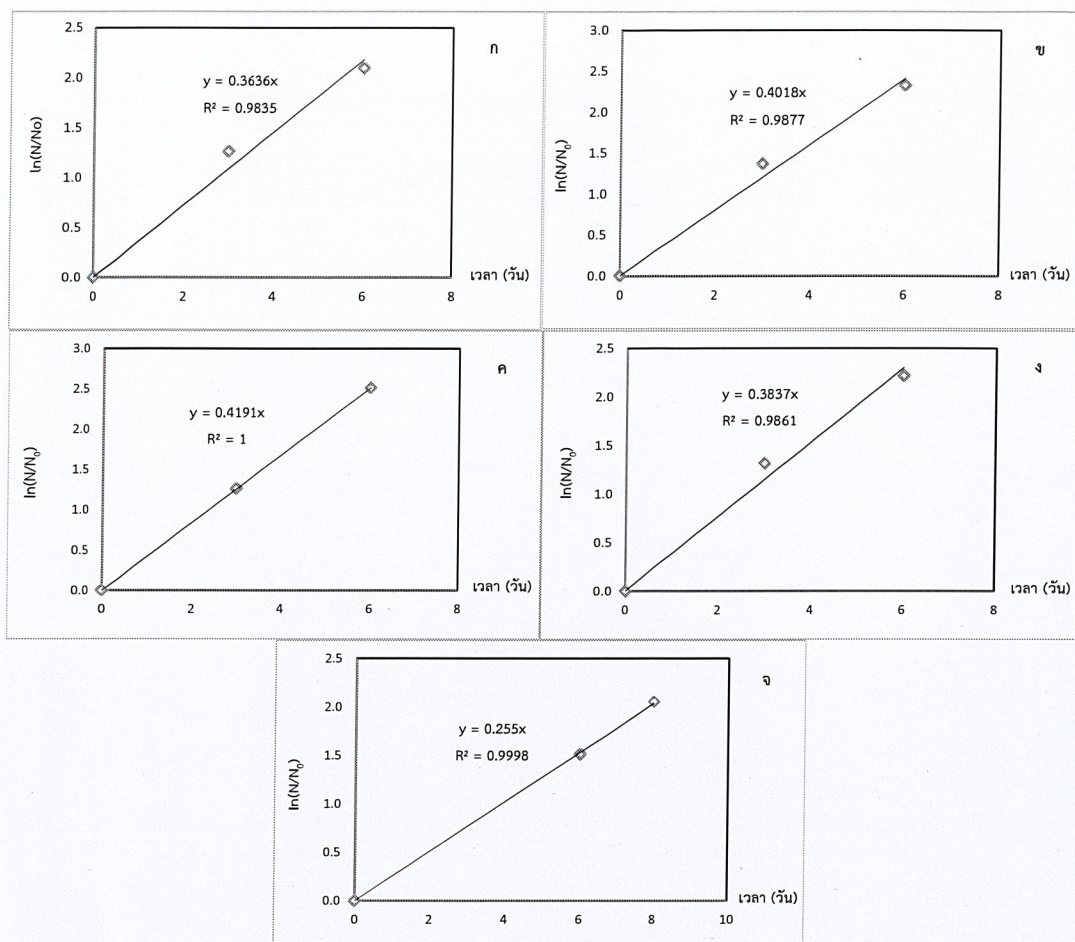 ก
2.5
2.0
1.5
1.0
0.5
0.0
ln(N/No)
y = 0.3636x
R² = 0.9835
0 2 4 6 8
เวลา (วัน)
ข
3.0
2.5
2.0
1.5
1.0
0.5
0.0
ln(N/N₀)
y = 0.4018x
R² = 0.9877
0 2 4 6 8
เวลา (วัน)
ค
3.0
2.5
2.0
1.5
1.0
0.5
0.0
ln(N/N₀)
y = 0.4191x
R² = 1
0 2 4 6 8
เวลา (วัน)
ง
2.5
2.0
1.5
1.0
0.5
0.0
ln(N/N₀)
y = 0.3837x
R² = 0.9861
0 2 4 6 8
เวลา (วัน)
จ
2.5
2.0
1.5
1.0
0.5
0.0
ln(N/N₀)
y = 0.255x
R² = 0.9998
0 2 4 6 8 10
เวลา (วัน)